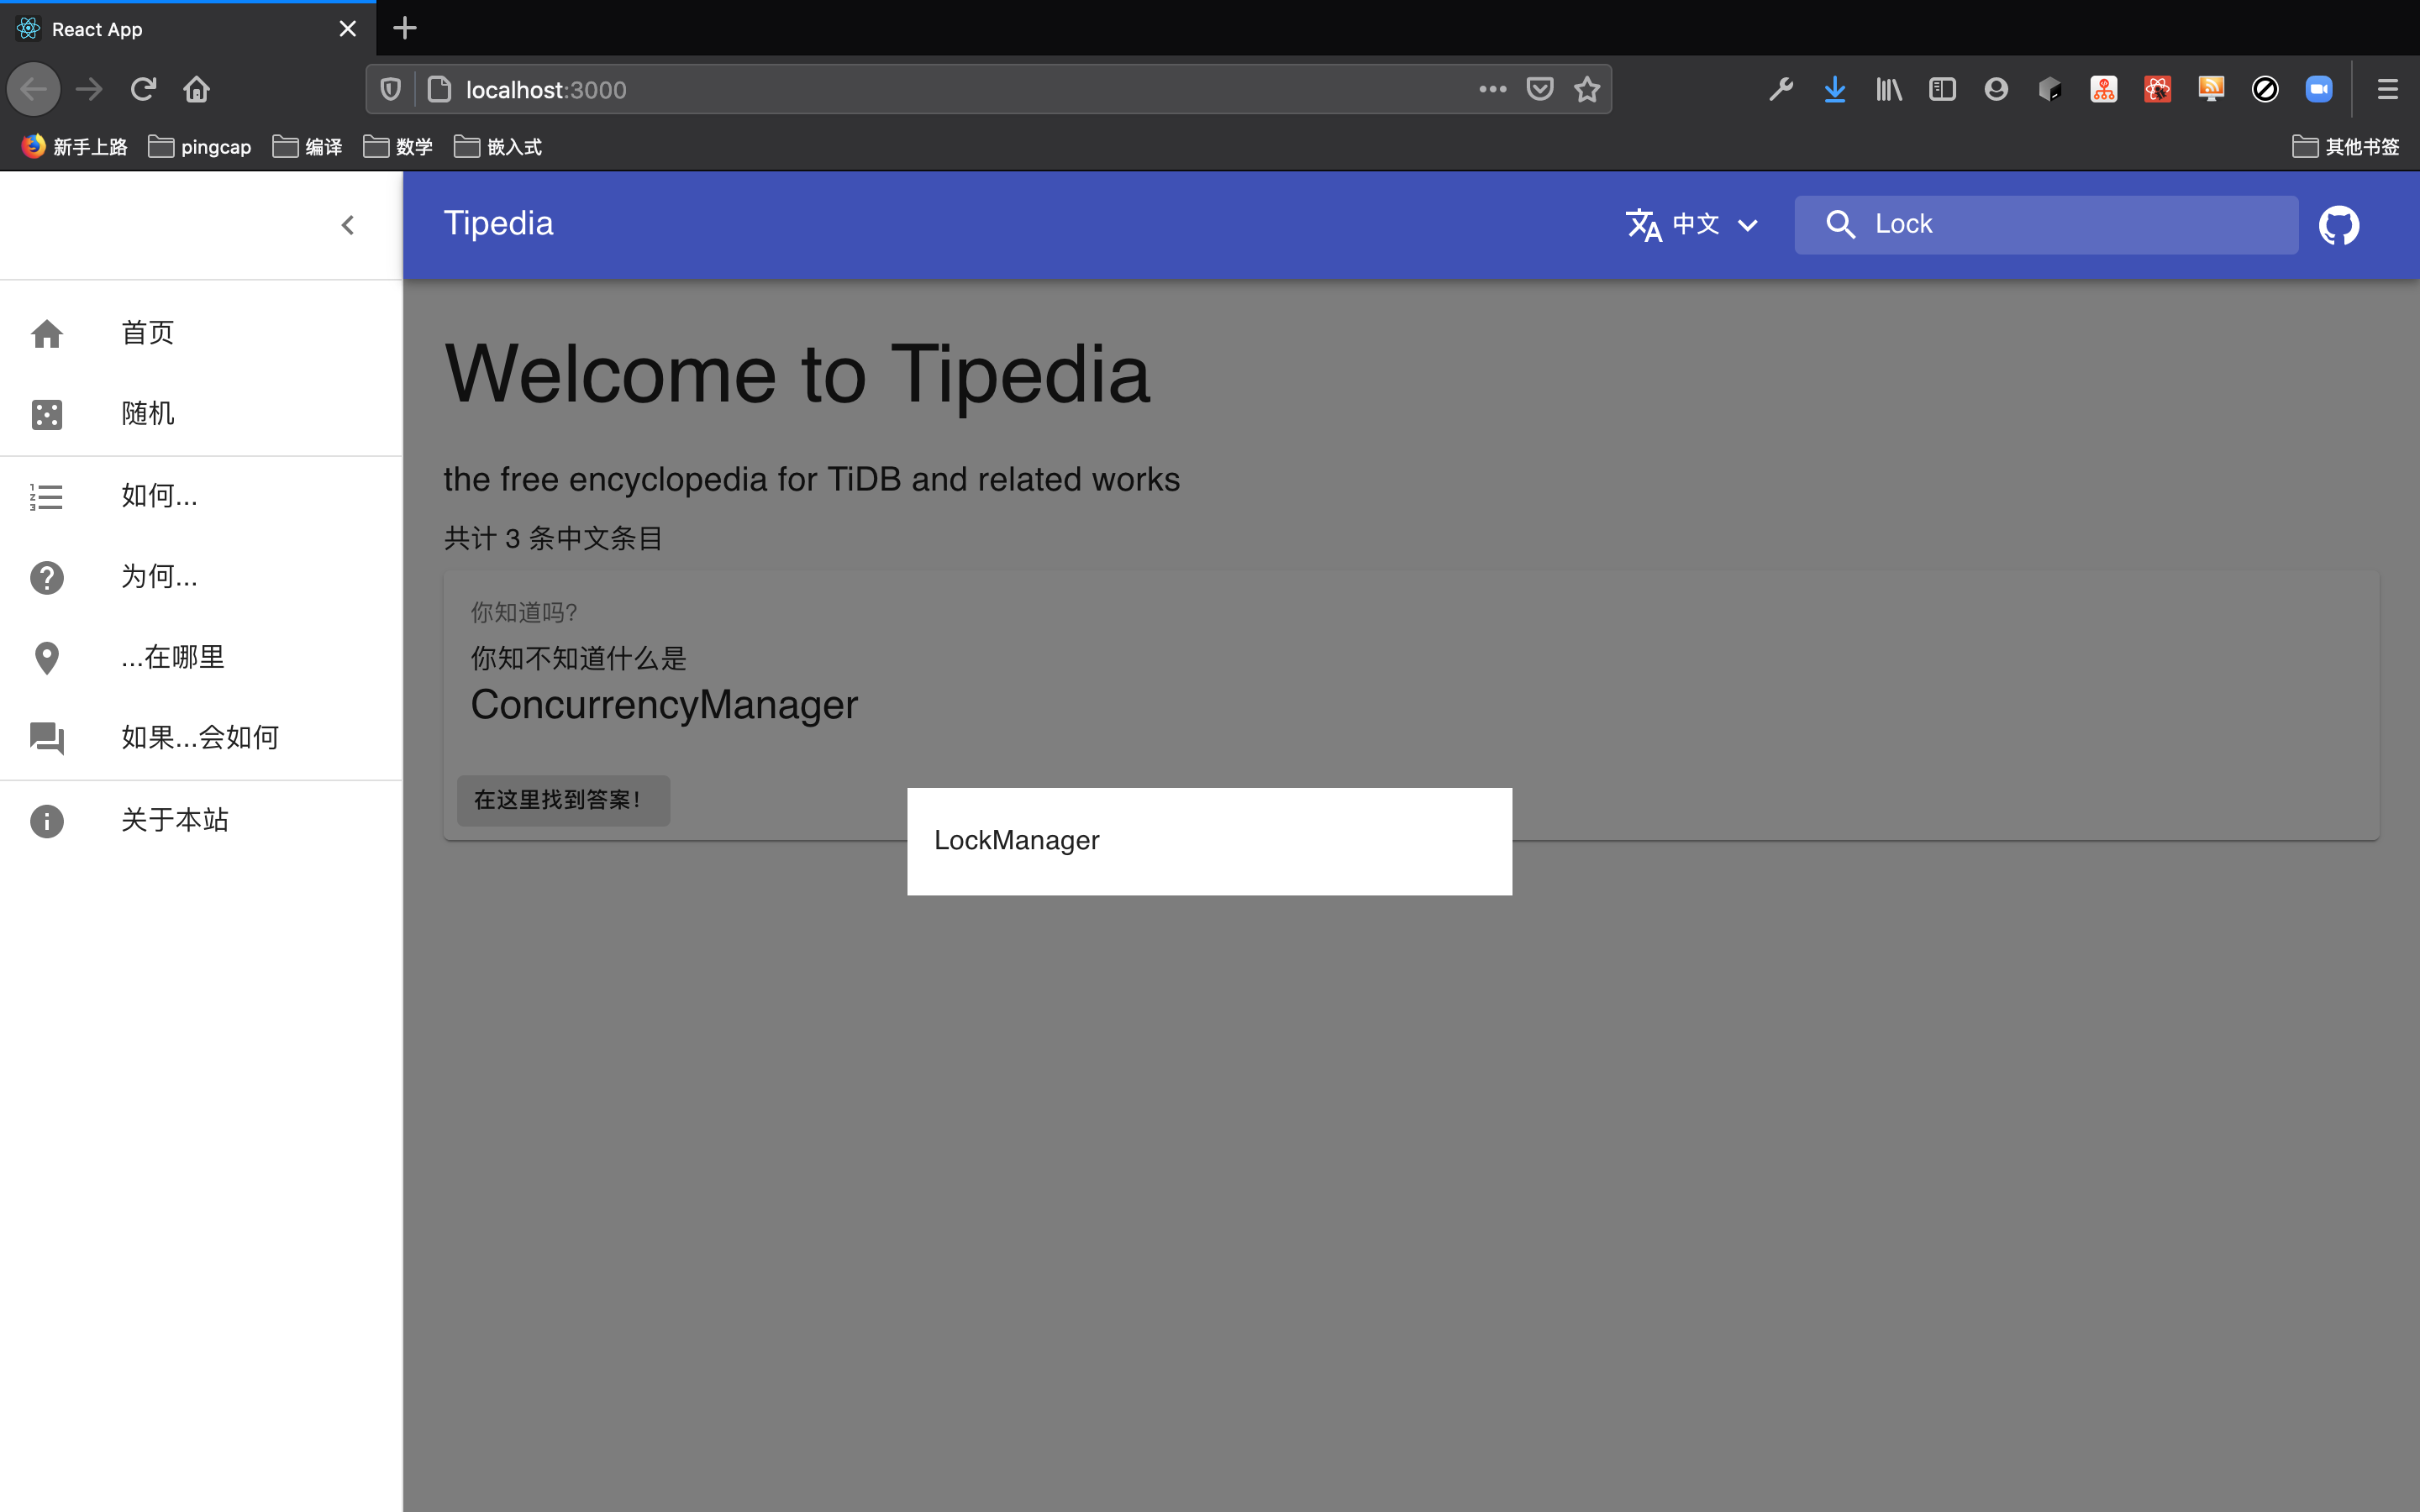 React App
localhost:3000
新手上路
pingcap
编译
数学
嵌入式
其他书签
Tipedia
中文
Lock
首页
随机
如何...
为何...
...在哪里
如果...会如何
关于本站
Welcome to Tipedia
the free encyclopedia for TiDB and related works
共计 3 条中文条目
你知道吗?
你知不知道什么是
ConcurrencyManager
在这里找到答案!
LockManager